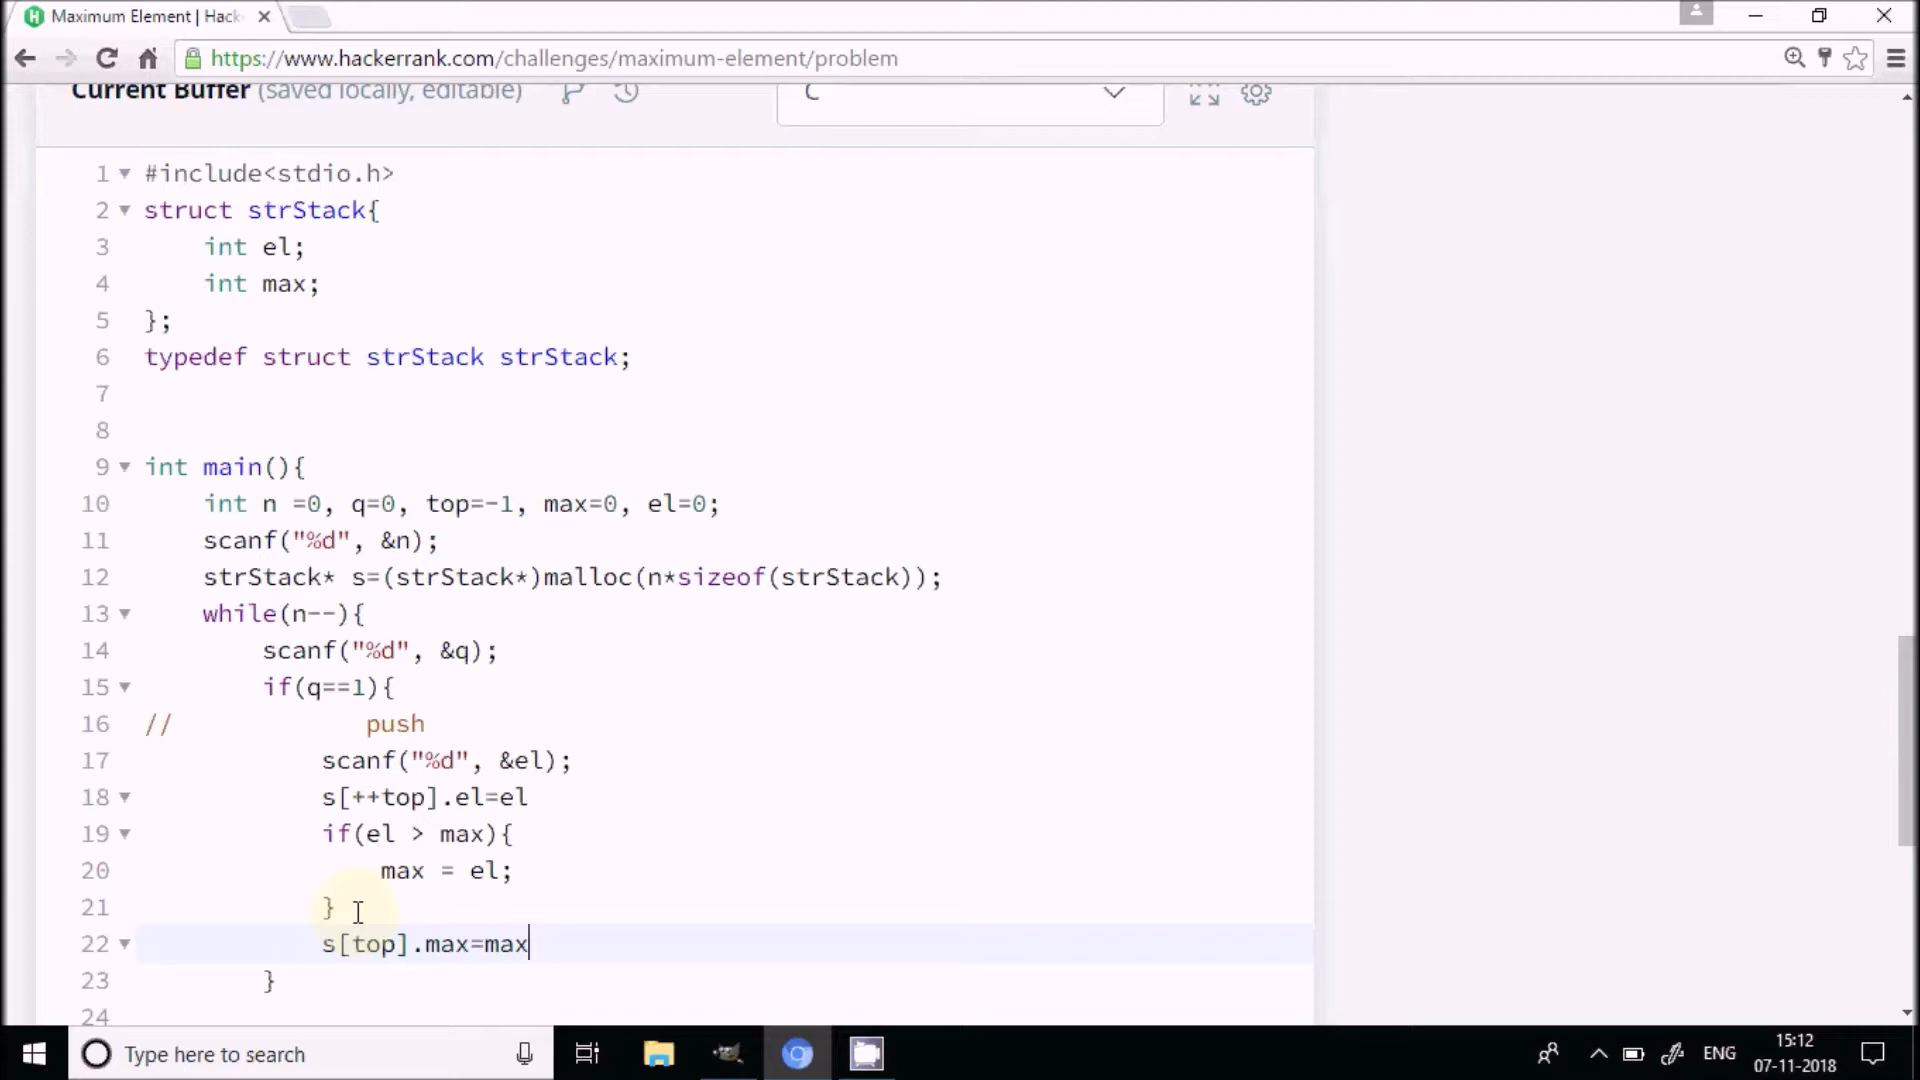 Maximum Element | Hack
https://www.hackerrank.com/challenges/maximum-element/problem
Current Buffer (saved locally, editable)
C
1 #include<stdio.h>
2 struct strStack{
3 int el;
4 int max;
5 };
6 typedef struct strStack strStack;
7
8
9 int main(){
10 int n =0, q=0, top=-1, max=0, el=0;
11 scanf("%d", &n);
12 strStack* s=(strStack*)malloc(n*sizeof(strStack));
13 while(n--){
14 scanf("%d", &q);
15 if(q==1){
16 // push
17 scanf("%d", &el);
18 s[++top].el=el
19 if(el > max){
20 max = el;
21 }
22 s[top].max=max
23 }
24
Type here to search
ENG
15:12
07-11-2018